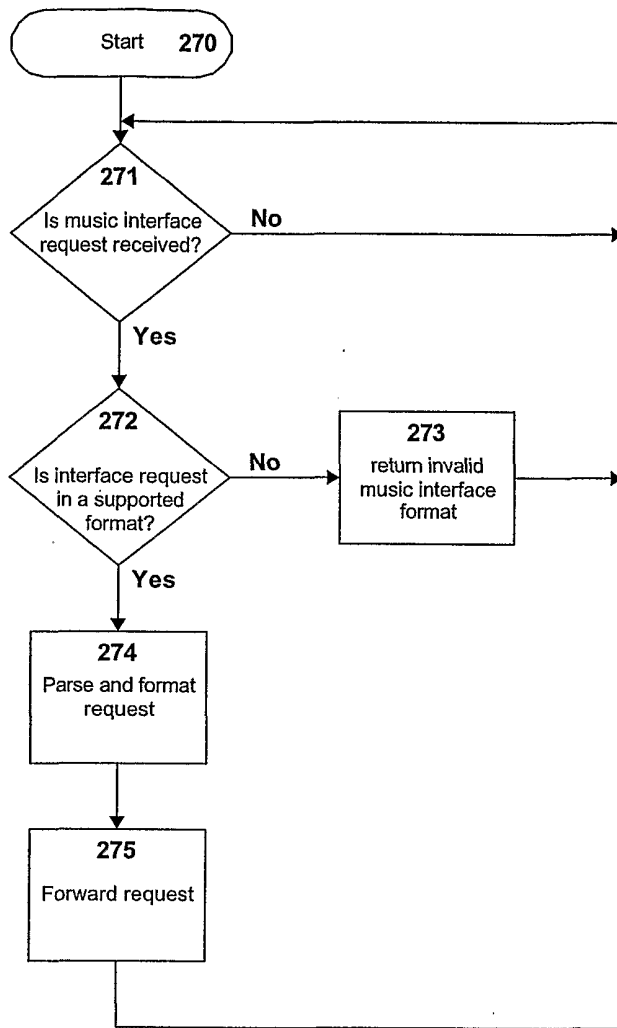 Start 270
271
Is music interface
request received?
No
Yes
272
Is interface request
in a supported
format?
No
273
return invalid
music interface
format
Yes
274
Parse and format
request
275
Forward request